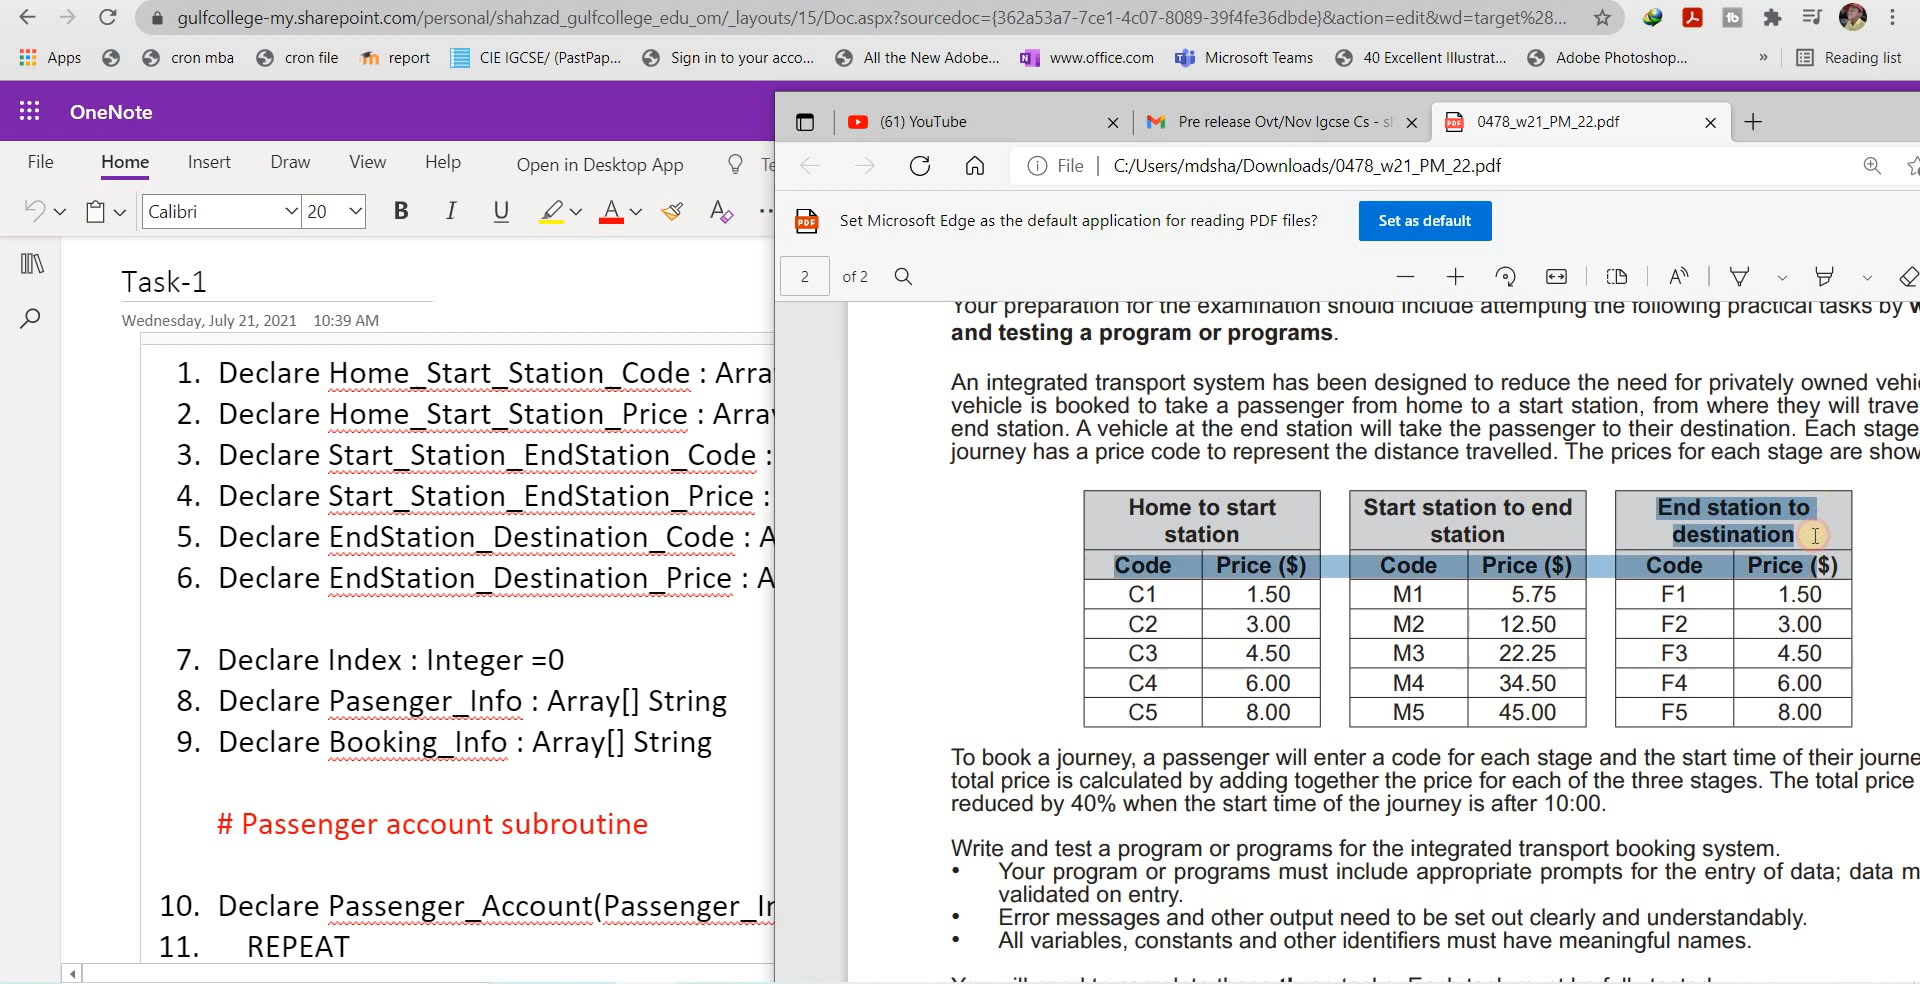 gulfcollege-my.sharepoint.com/personal/shahzad_gulfcollege_edu_om/_layouts/15/Doc.aspx?sourcedoc={362a53a7-7ce1-4c07-8089-39f4fe36dbde}&action=edit&wd=target%28...
Apps cron mba cron file report CIE IGCSE/ (PastPap... Sign in to your acco... All the New Adobe... www.office.com Microsoft Teams 40 Excellent Illustrat... Adobe Photoshop... » Reading list
OneNote
File Home Insert Draw View Help Open in Desktop App Te
Calibri 20 B I U A
Task-1
Wednesday, July 21, 2021 10:39 AM
1. Declare Home_Start_Station_Code : Arra
2. Declare Home_Start_Station_Price : Array
3. Declare Start_Station_EndStation_Code :
4. Declare Start_Station_EndStation_Price :
5. Declare EndStation_Destination_Code : A
6. Declare EndStation_Destination_Price : A
7. Declare Index : Integer =0
8. Declare Pasenger_Info : Array[] String
9. Declare Booking_Info : Array[] String
# Passenger account subroutine
10. Declare Passenger_Account(Passenger_In
11. REPEAT
(61) YouTube Pre release Ovt/Nov Igcse Cs - sh 0478_w21_PM_22.pdf
File C:/Users/mdsha/Downloads/0478_w21_PM_22.pdf
PDF Set Microsoft Edge as the default application for reading PDF files? Set as default
2 of 2
Your preparation for the examination should include attempting the following practical tasks by w
and testing a program or programs.
An integrated transport system has been designed to reduce the need for privately owned vehic
vehicle is booked to take a passenger from home to a start station, from where they will trave
end station. A vehicle at the end station will take the passenger to their destination. Each stage
journey has a price code to represent the distance travelled. The prices for each stage are show
Home to start station Start station to end station End station to destination
Code Price ($) Code Price ($) Code Price ($)
C1 1.50 M1 5.75 F1 1.50
C2 3.00 M2 12.50 F2 3.00
C3 4.50 M3 22.25 F3 4.50
C4 6.00 M4 34.50 F4 6.00
C5 8.00 M5 45.00 F5 8.00
To book a journey, a passenger will enter a code for each stage and the start time of their journe
total price is calculated by adding together the price for each of the three stages. The total price
reduced by 40% when the start time of the journey is after 10:00.
Write and test a program or programs for the integrated transport booking system.
• Your program or programs must include appropriate prompts for the entry of data; data m
validated on entry.
• Error messages and other output need to be set out clearly and understandably.
• All variables, constants and other identifiers must have meaningful names.